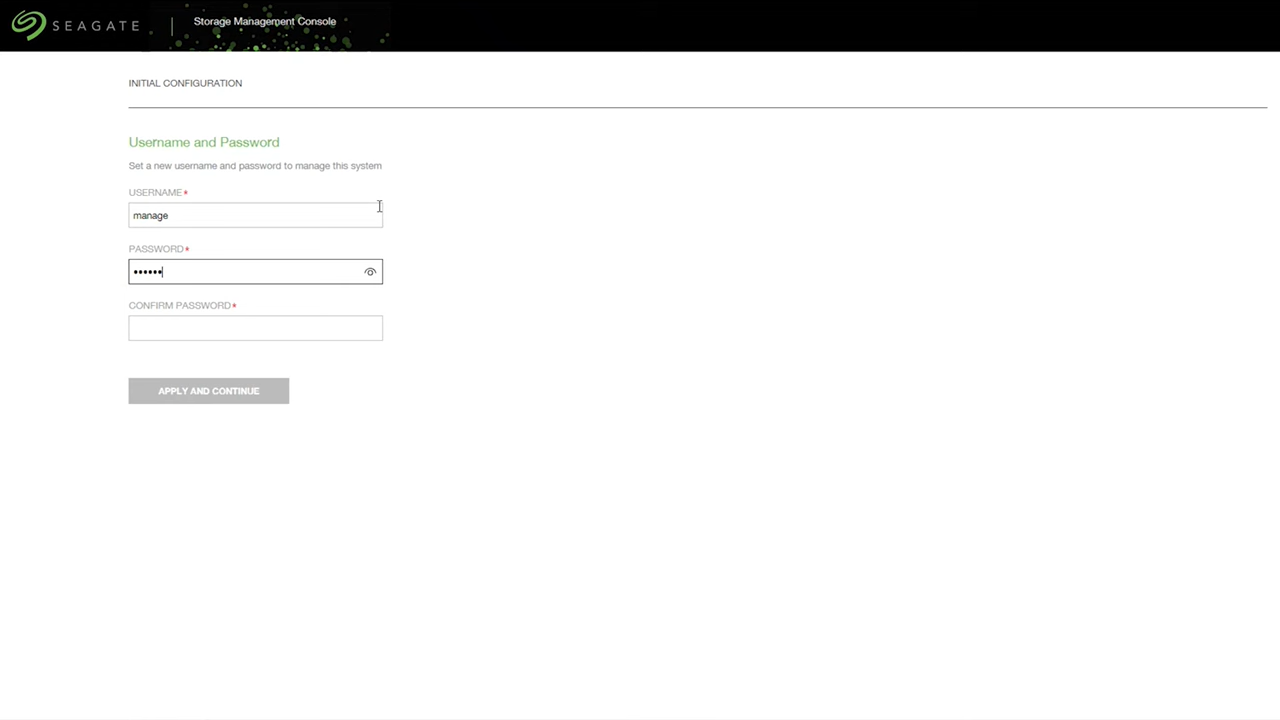 SEAGATE
Storage Management Console
INITIAL CONFIGURATION
Username and Password
Set a new username and password to manage this system
USERNAME*
manage
PASSWORD*
••••••
CONFIRM PASSWORD*
APPLY AND CONTINUE